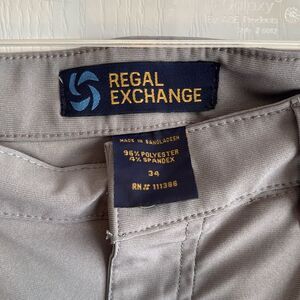 REGAL
EXCHANGE
MADE IN BANGLADESH
96% POLYESTER
4% SPANDEX
34
RN # 111386